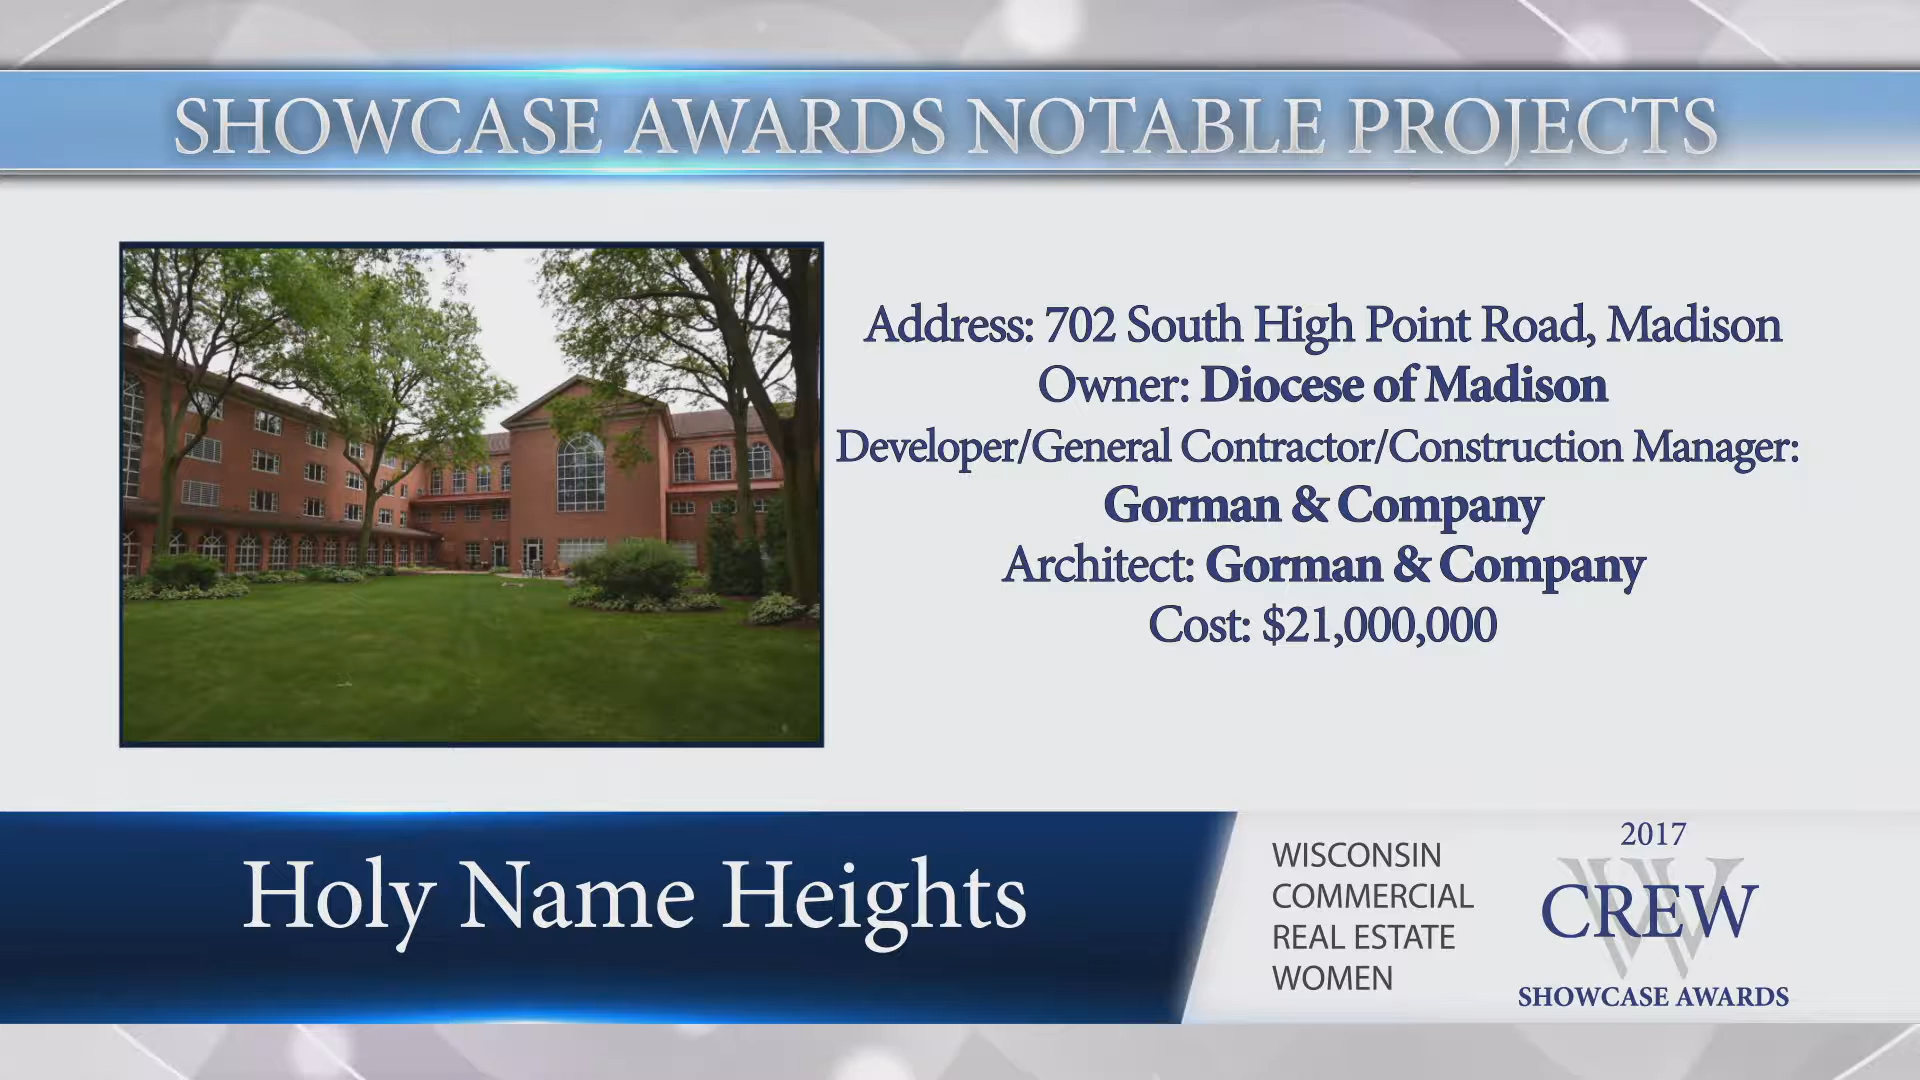 SHOWCASE AWARDS NOTABLE PROJECTS
Address: 702 South High Point Road, Madison
Owner: Diocese of Madison
Developer/General Contractor/Construction Manager:
Gorman & Company
Architect: Gorman & Company
Cost: $21,000,000
Holy Name Heights
WISCONSIN
COMMERCIAL
REAL ESTATE
WOMEN
2017
W
CREW
SHOWCASE AWARDS